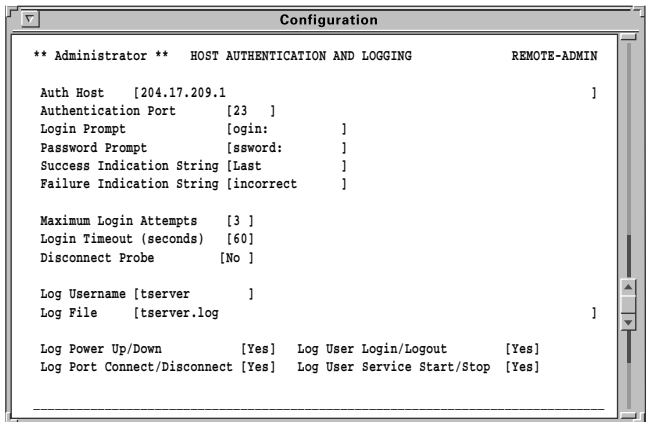 Configuration
** Administrator ** HOST AUTHENTICATION AND LOGGING REMOTE-ADMIN
Auth Host [204.17.209.1 ]
Authentication Port [23 ]
Login Prompt [ogin: ]
Password Prompt [ssword: ]
Success Indication String [Last ]
Failure Indication String [incorrect ]
Maximum Login Attempts [3 ]
Login Timeout (seconds) [60]
Disconnect Probe [No ]
Log Username [tserver ]
Log File [tserver.log ]
Log Power Up/Down [Yes] Log User Login/Logout [Yes]
Log Port Connect/Disconnect [Yes] Log User Service Start/Stop [Yes]